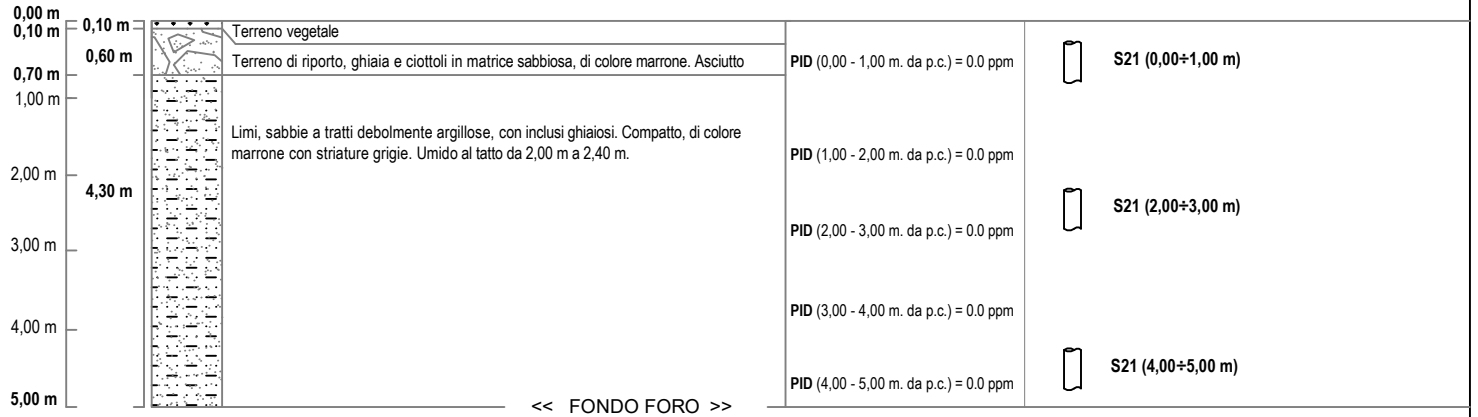 0,00 m
0,10 m
0,10 m
Terreno vegetale
0,60 m
Terreno di riporto, ghiaia e ciottoli in matrice sabbiosa, di colore marrone. Asciutto
PID (0,00 - 1,00 m. da p.c.) = 0.0 ppm
S21 (0,00÷1,00 m)
0,70 m
1,00 m
Limi, sabbie a tratti debolmente argillose, con inclusi ghiaiosi. Compatto, di colore
marrone con striature grigie. Umido al tatto da 2,00 m a 2,40 m.
PID (1,00 - 2,00 m. da p.c.) = 0.0 ppm
2,00 m
4,30 m
S21 (2,00÷3,00 m)
PID (2,00 - 3,00 m. da p.c.) = 0.0 ppm
3,00 m
PID (3,00 - 4,00 m. da p.c.) = 0.0 ppm
4,00 m
S21 (4,00÷5,00 m)
PID (4,00 - 5,00 m. da p.c.) = 0.0 ppm
5,00 m
<< FONDO FORO >>